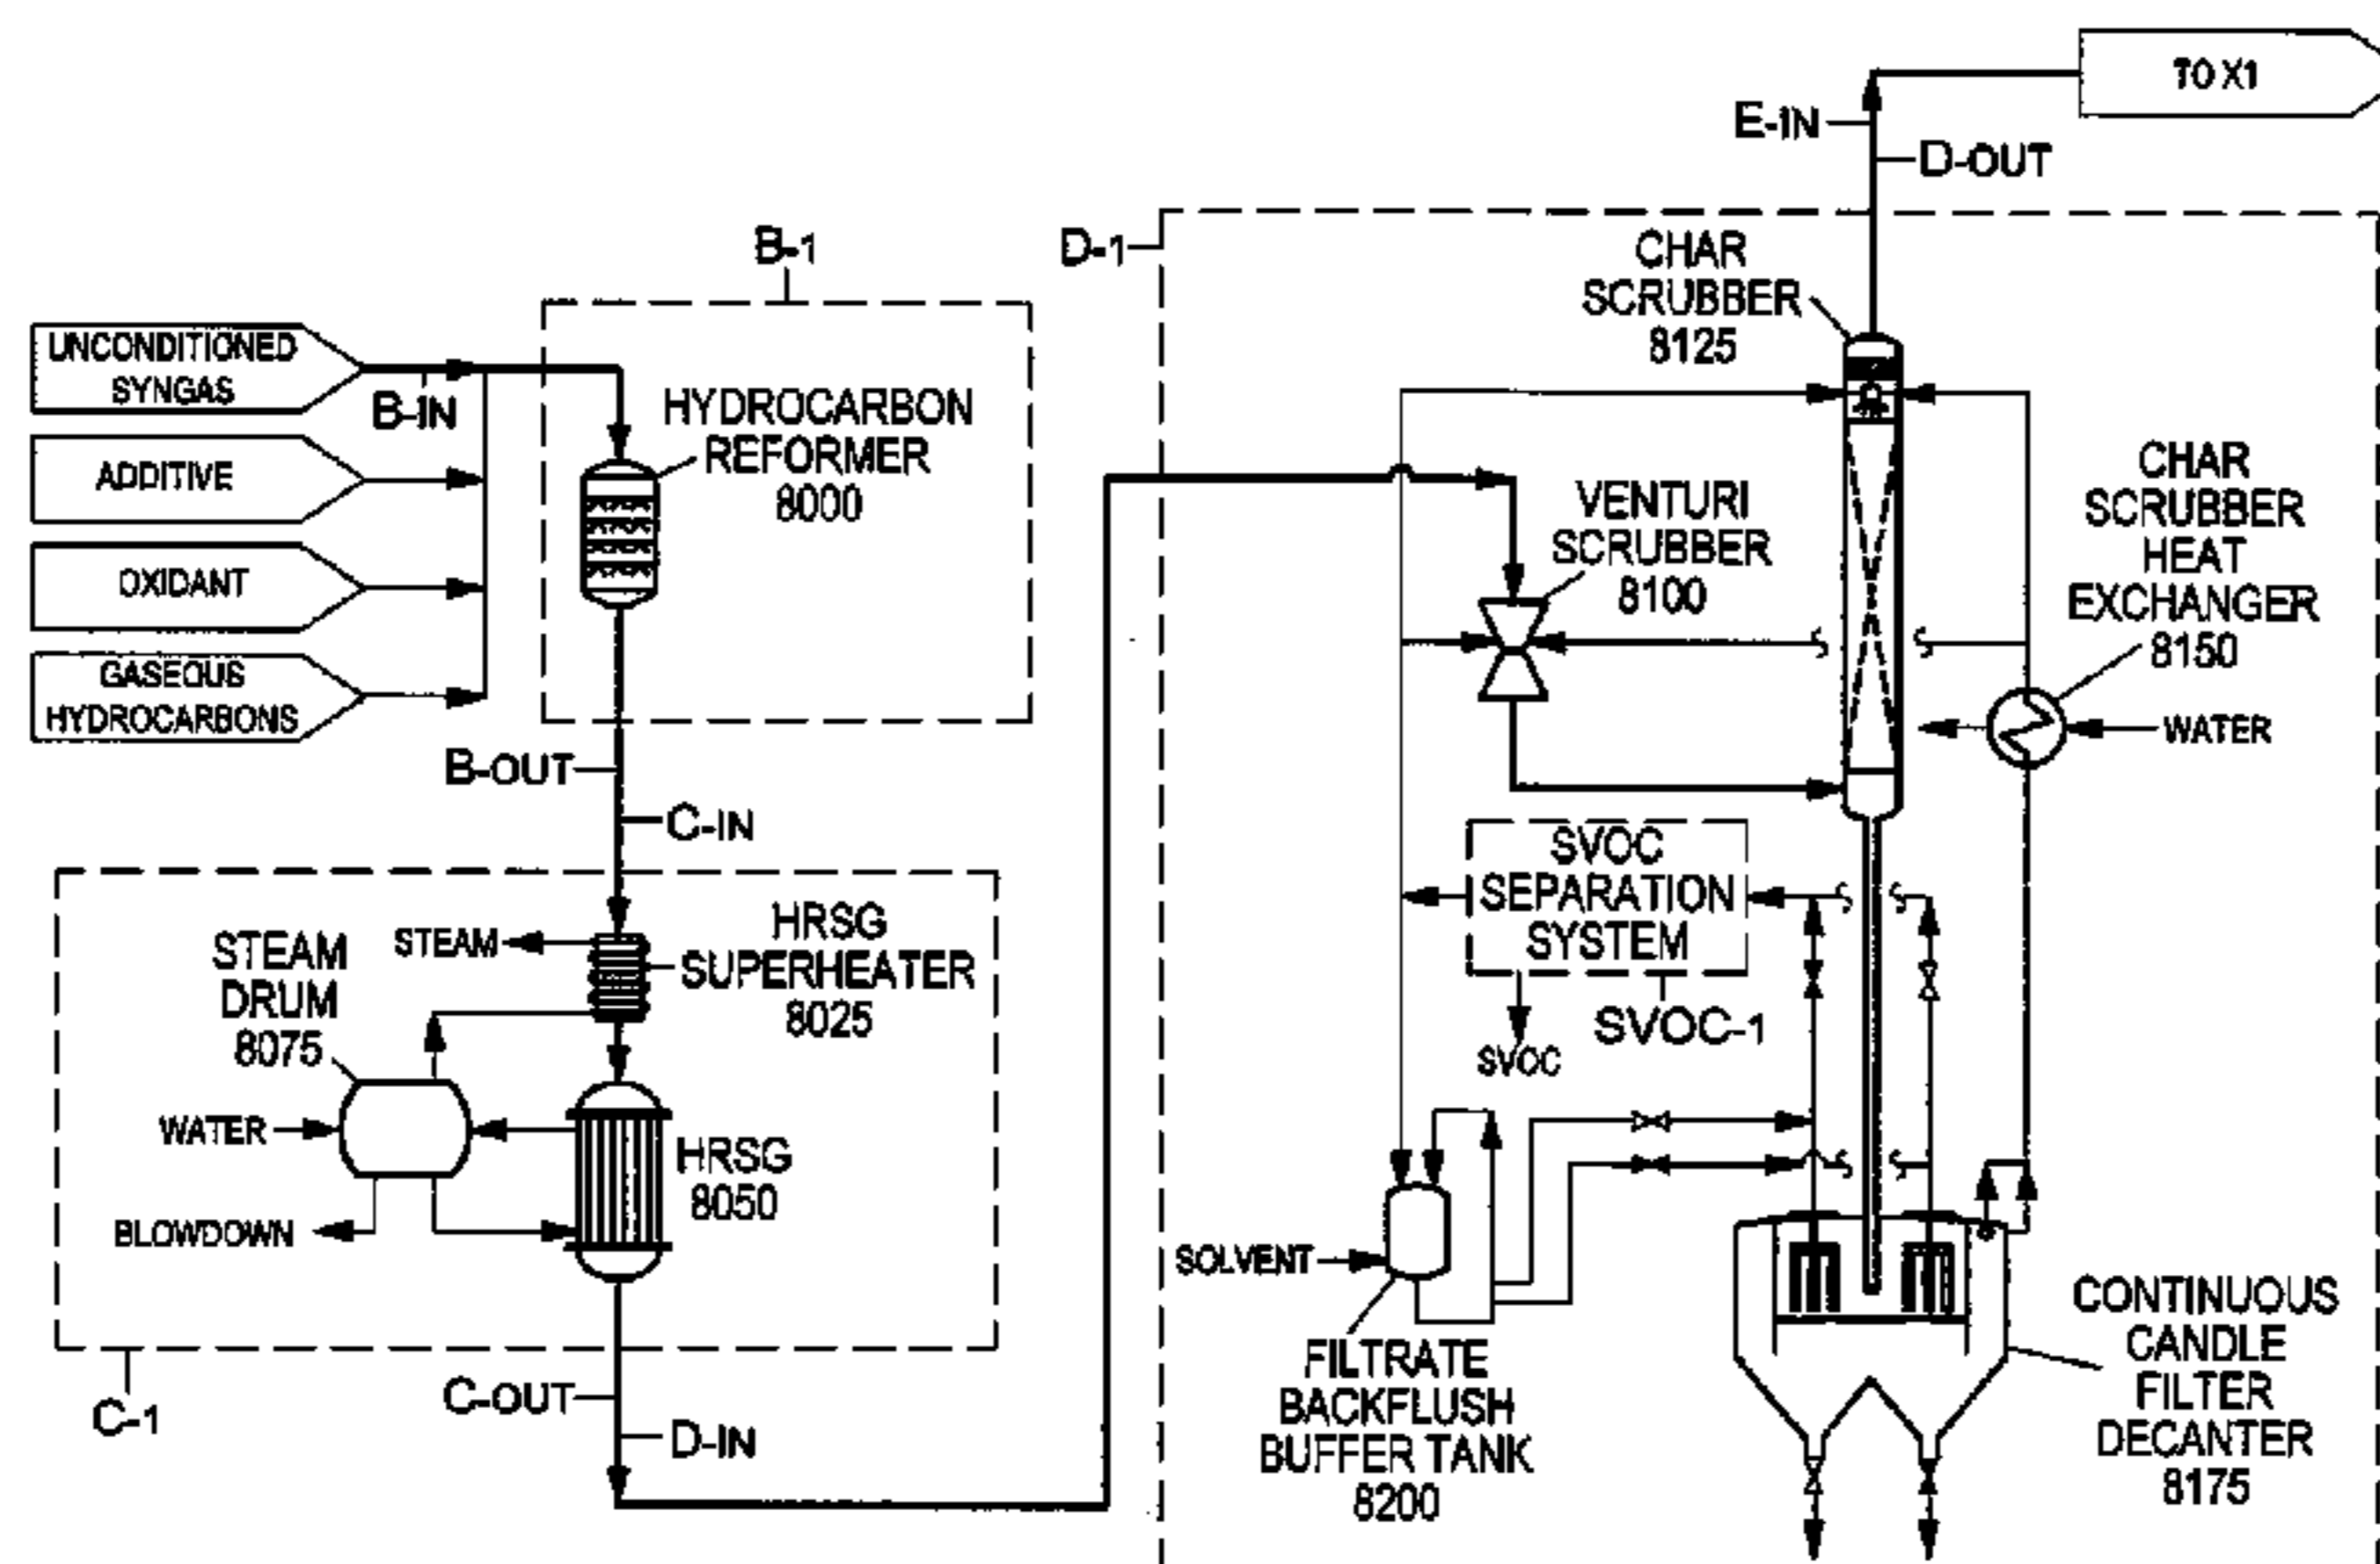 TO X1
E-IN
D-OUT
B-1
D-1
CHAR
SCRUBBER
8125
UNCONDITIONED
SYNGAS
B-IN
HYDROCARBON
REFORMER
8000
ADDITIVE
OXIDANT
GASEOUS
HYDROCARBONS
VENTURI
SCRUBBER
8100
CHAR
SCRUBBER
HEAT
EXCHANGER
8150
WATER
B-OUT
C-IN
SVOC
SEPARATION
SYSTEM
SVOC-1
SVOC
STEAM
HRSG
SUPERHEATER
8025
STEAM
DRUM
8075
WATER
HRSG
8050
BLOWDOWN
SOLVENT
C-1
C-OUT
D-IN
FILTRATE
BACKFLUSH
BUFFER TANK
8200
CONTINUOUS
CANDLE
FILTER
DECANTER
8175